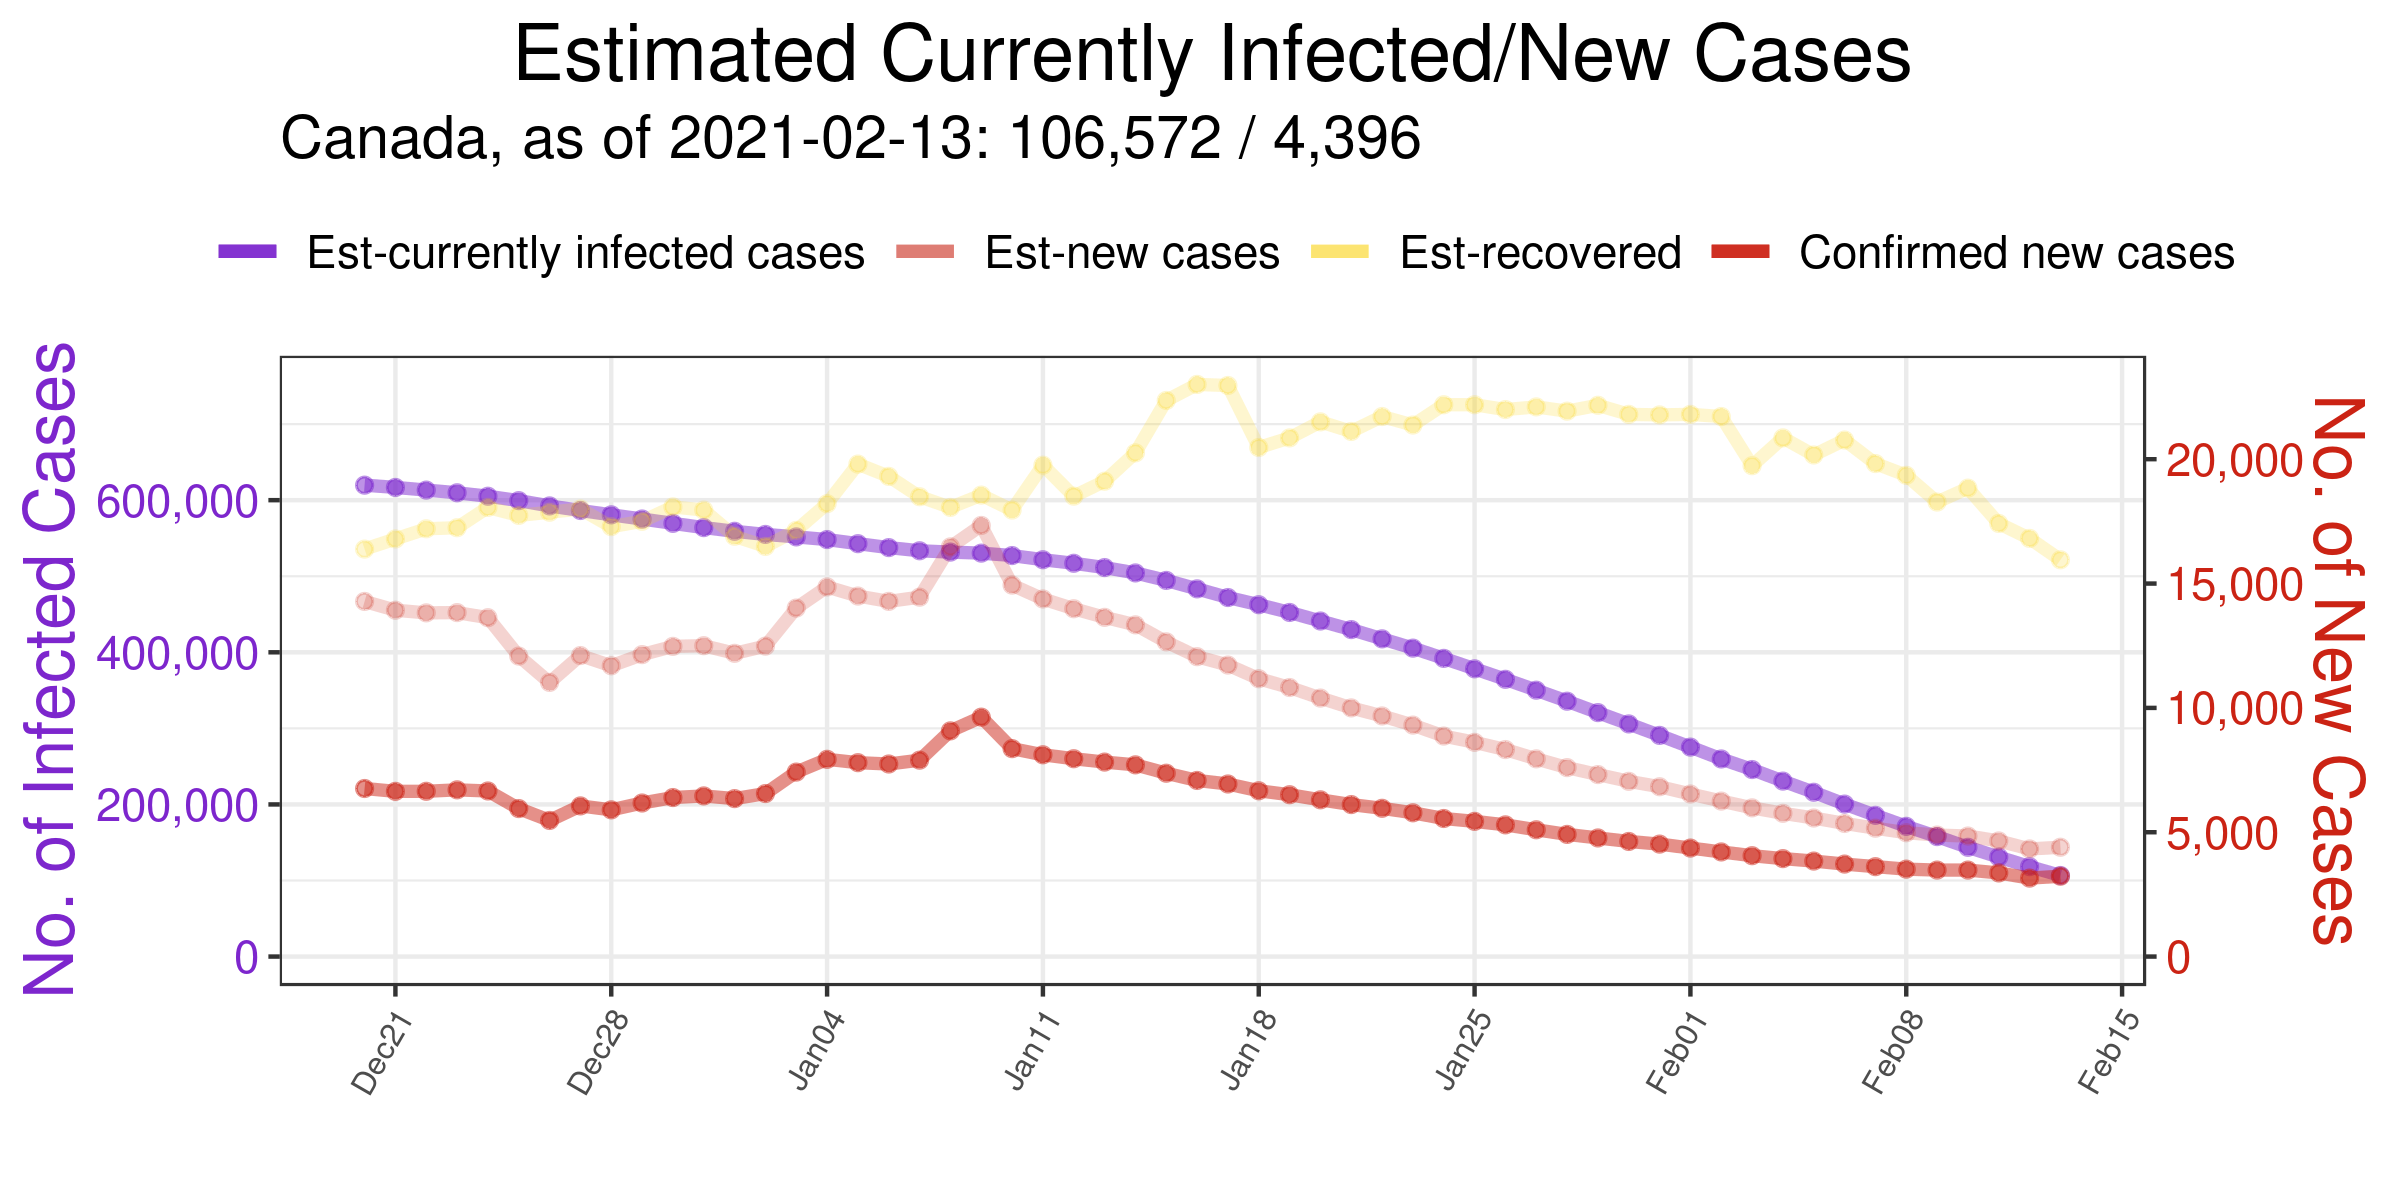 Estimated Currently Infected/New Cases
Canada, as of 2021-02-13: 106,572 / 4,396
Est-currently infected cases Est-new cases Est-recovered Confirmed new cases
No. of Infected Cases
600,000
400,000
200,000
0
20,000
15,000
10,000
5,000
0
No. of New Cases
Dec21 Dec28 Jan04 Jan11 Jan18 Jan25 Feb01 Feb08 Feb15